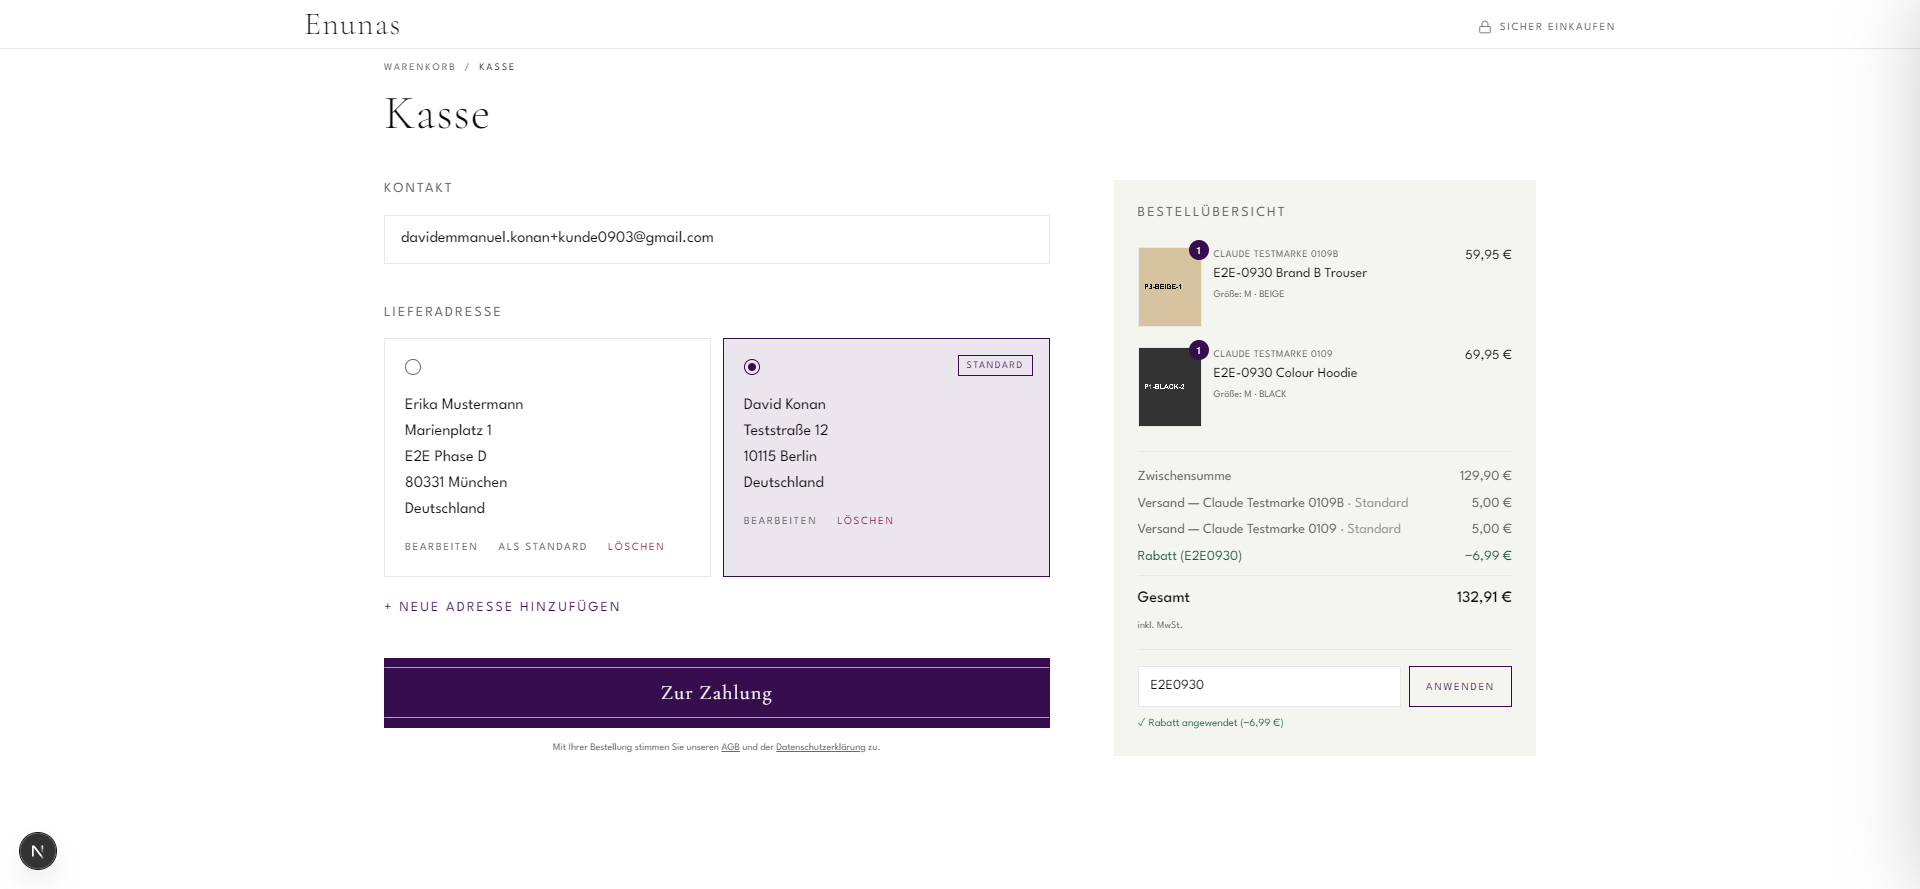 Enunas
SICHER EINKAUFEN
WARENKORB / KASSE
Kasse
KONTAKT
davidemmanuel.konan+kunde0903@gmail.com
LIEFERADRESSE
Erika Mustermann
Marienplatz 1
E2E Phase D
80331 München
Deutschland
BEARBEITEN ALS STANDARD LÖSCHEN
STANDARD
David Konan
Teststraße 12
10115 Berlin
Deutschland
BEARBEITEN LÖSCHEN
+ NEUE ADRESSE HINZUFÜGEN
Zur Zahlung
Mit Ihrer Bestellung stimmen Sie unseren AGB und der Datenschutzerklärung zu.
BESTELLÜBERSICHT
P3-BEIGE-1
1
CLAUDE TESTMARKE 0109B
59,95 €
E2E-0930 Brand B Trouser
Größe: M · BEIGE
P1-BLACK-2
1
CLAUDE TESTMARKE 0109
69,95 €
E2E-0930 Colour Hoodie
Größe: M · BLACK
Zwischensumme 129,90 €
Versand — Claude Testmarke 0109B · Standard 5,00 €
Versand — Claude Testmarke 0109 · Standard 5,00 €
Rabatt (E2E0930) −6,99 €
Gesamt 132,91 €
inkl. MwSt.
E2E0930 ANWENDEN
✓ Rabatt angewendet (−6,99 €)
N